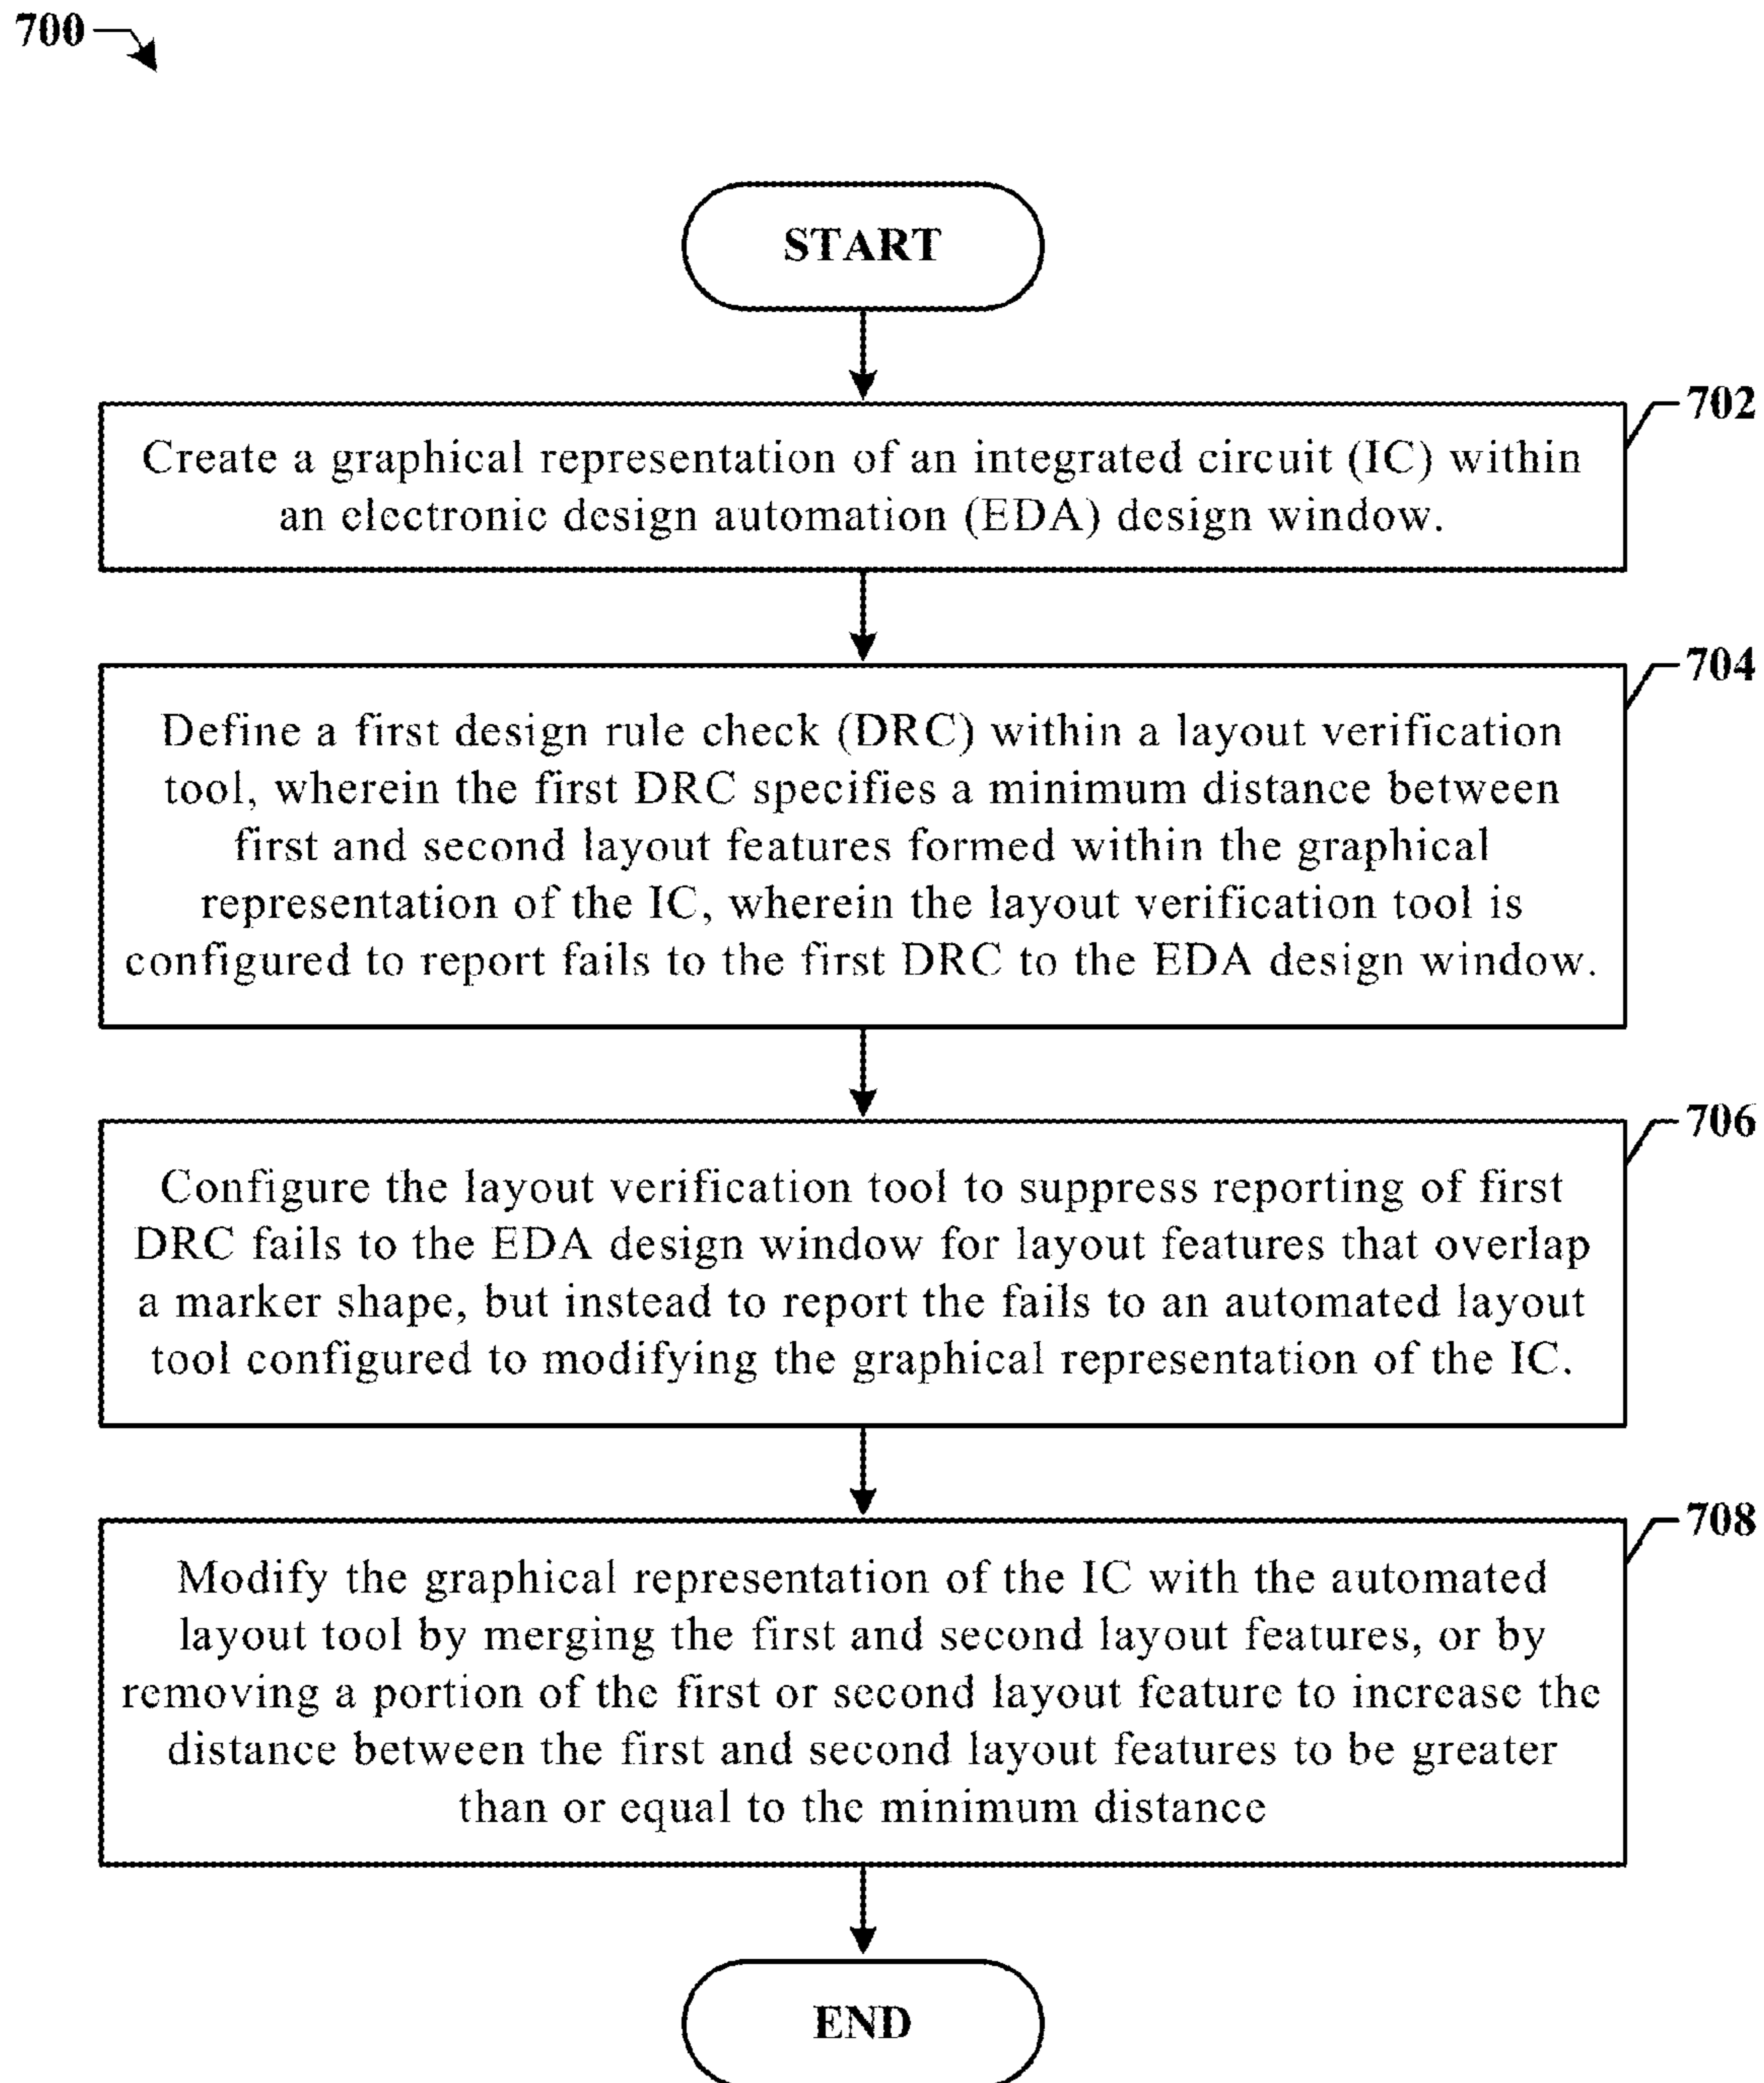 700
START
702
Create a graphical representation of an integrated circuit (IC) within
an electronic design automation (EDA) design window.
704
Define a first design rule check (DRC) within a layout verification
tool, wherein the first DRC specifies a minimum distance between
first and second layout features formed within the graphical
representation of the IC, wherein the layout verification tool is
configured to report fails to the first DRC to the EDA design window.
706
Configure the layout verification tool to suppress reporting of first
DRC fails to the EDA design window for layout features that overlap
a marker shape, but instead to report the fails to an automated layout
tool configured to modifying the graphical representation of the IC.
708
Modify the graphical representation of the IC with the automated
layout tool by merging the first and second layout features, or by
removing a portion of the first or second layout feature to increase the
distance between the first and second layout features to be greater
than or equal to the minimum distance
END